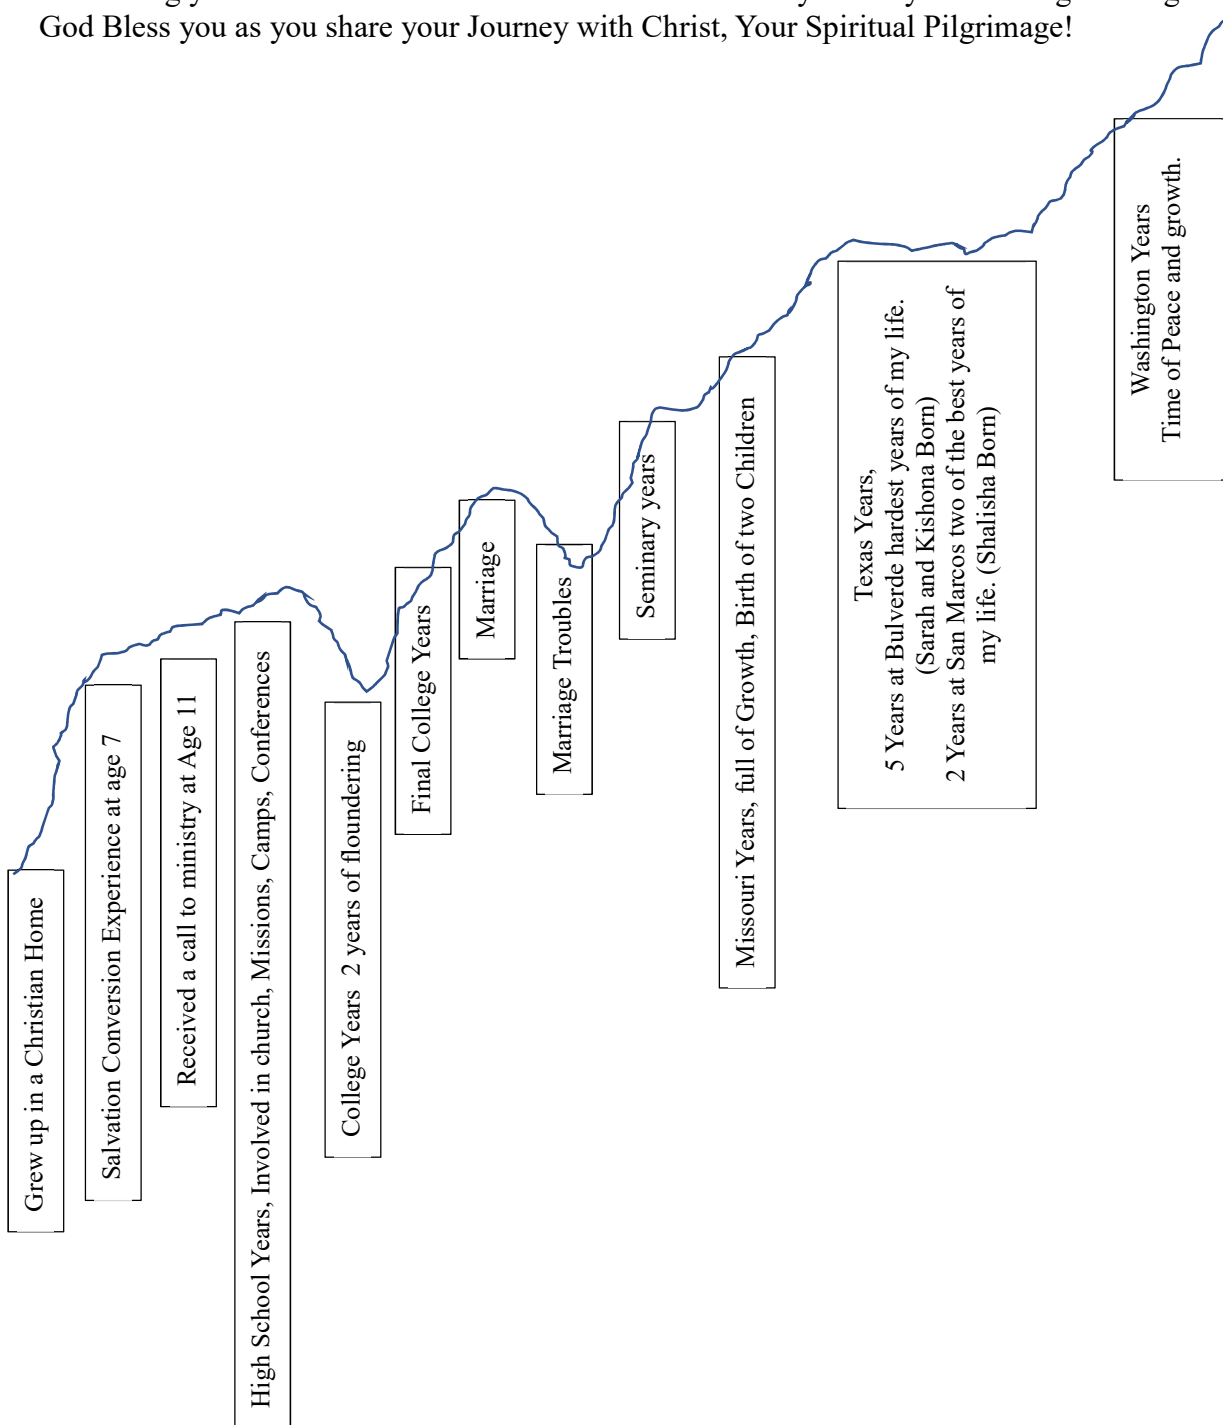 God Bless you as you share your Journey with Christ, Your Spiritual Pilgrimage!
Grew up in a Christian Home
Salvation Conversion Experience at age 7
Received a call to ministry at Age 11
High School Years, Involved in church, Missions, Camps, Conferences
College Years 2 years of floundering
Final College Years
Marriage
Marriage Troubles
Seminary years
Missouri Years, full of Growth, Birth of two Children
Texas Years,
5 Years at Bulverde hardest years of my life.
(Sarah and Kishona Born)
2 Years at San Marcos two of the best years of
my life. (Shalisha Born)
Washington Years
Time of Peace and growth.